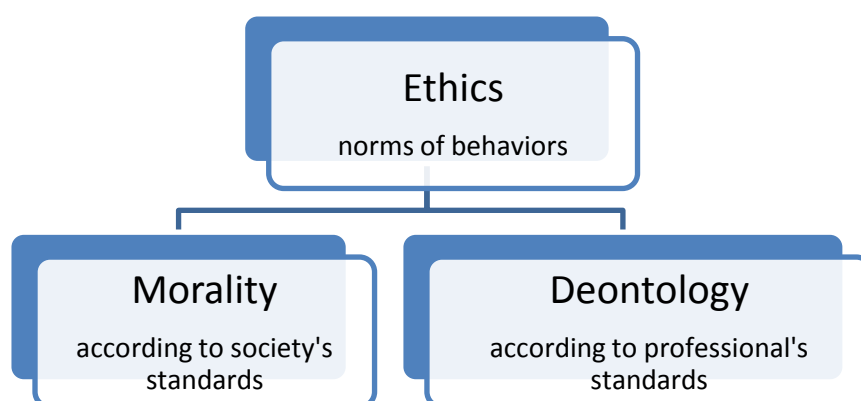 Ethics
norms of behaviors
Morality
according to society's
standards
Deontology
according to professional's
standards